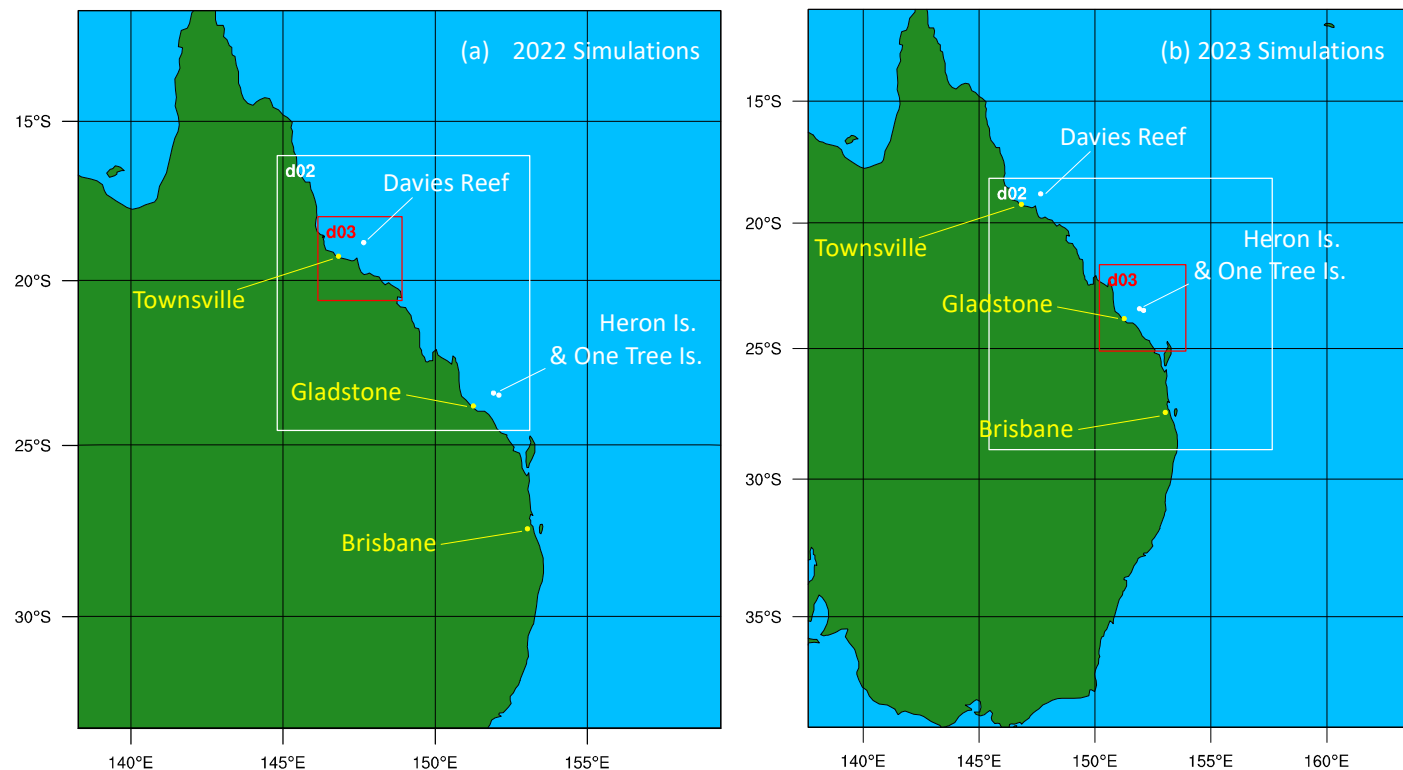 (a) 2022 Simulations
15°S
d02
Davies Reef
d03
20°S
Townsville
Heron Is.
& One Tree Is.
Gladstone
25°S
Brisbane
30°S
140°E 145°E 150°E 155°E
(b) 2023 Simulations
15°S
Davies Reef
d02
20°S
Townsville
Heron Is.
& One Tree Is.
d03
Gladstone
25°S
Brisbane
30°S
35°S
140°E 145°E 150°E 155°E 160°E